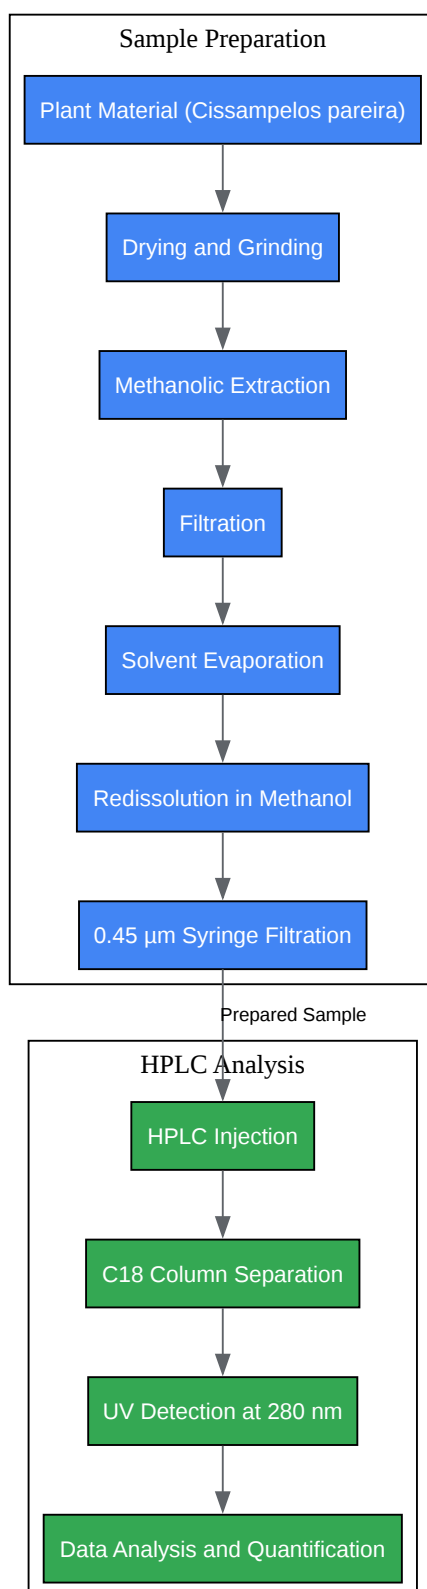 Sample Preparation
Plant Material (Cissampelos pareira)
Drying and Grinding
Methanolic Extraction
Filtration
Solvent Evaporation
Redissolution in Methanol
0.45 µm Syringe Filtration
Prepared Sample
HPLC Analysis
HPLC Injection
C18 Column Separation
UV Detection at 280 nm
Data Analysis and Quantification